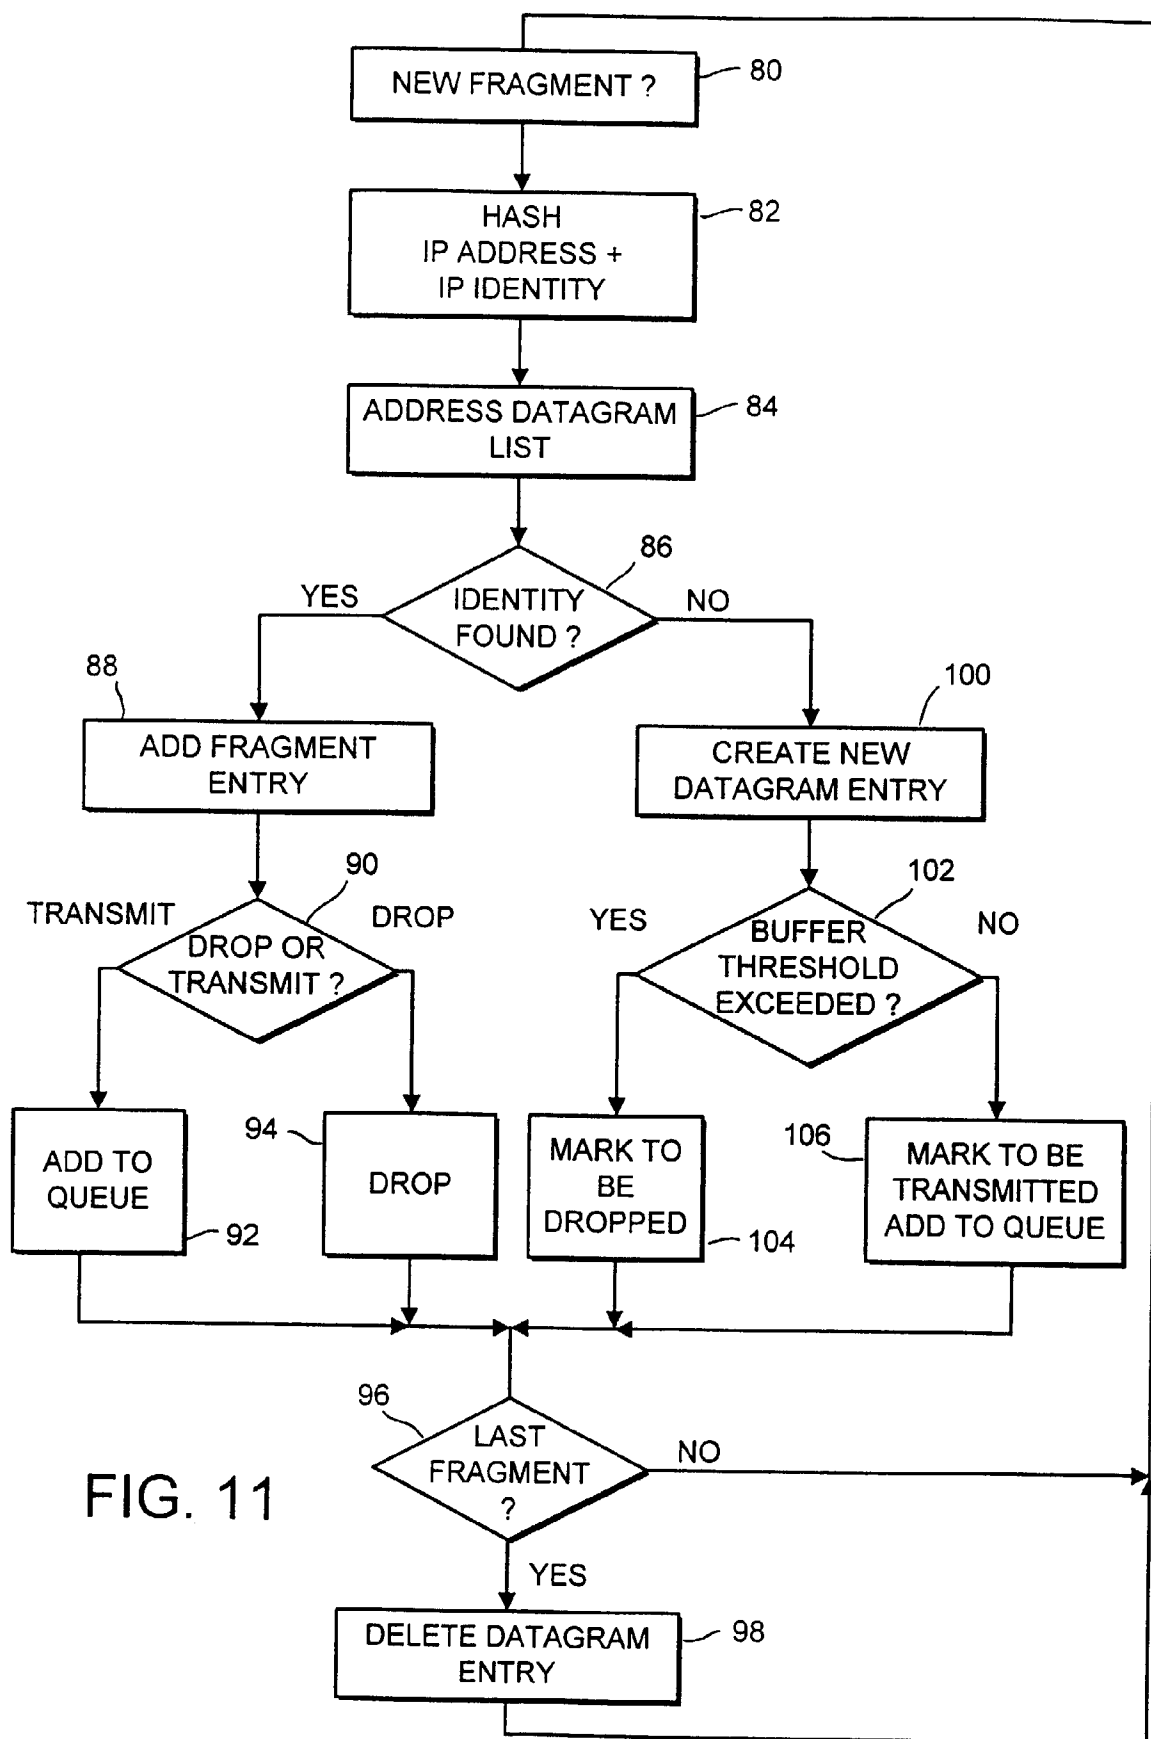 NEW FRAGMENT ?
80
HASH
IP ADDRESS +
IP IDENTITY
82
ADDRESS DATAGRAM
LIST
84
86
YES
IDENTITY
FOUND ?
NO
88
ADD FRAGMENT
ENTRY
100
CREATE NEW
DATAGRAM ENTRY
90
TRANSMIT
DROP
DROP OR
TRANSMIT ?
102
YES
BUFFER
THRESHOLD
EXCEEDED ?
NO
ADD TO
QUEUE
92
94
DROP
MARK TO
BE
DROPPED
104
106
MARK TO BE
TRANSMITTED
ADD TO QUEUE
96
LAST
FRAGMENT
?
NO
FIG. 11
YES
DELETE DATAGRAM
ENTRY
98